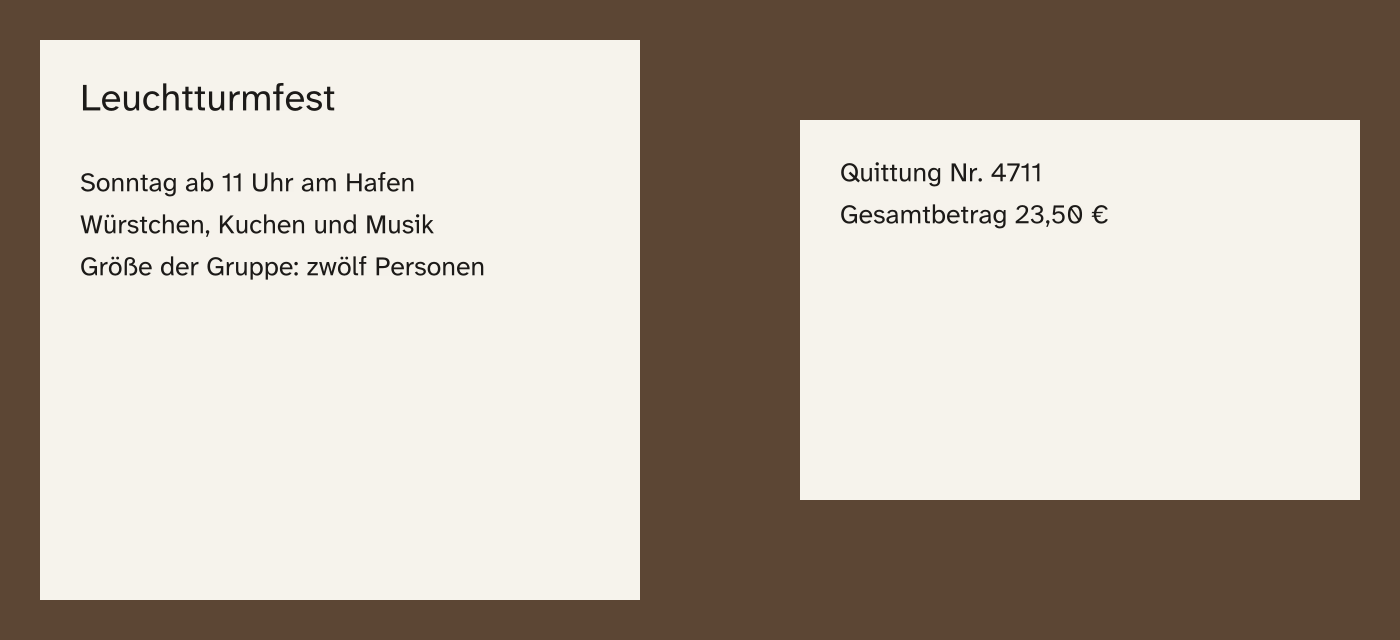 Leuchtturmfest
Sonntag ab 11 Uhr am Hafen
Würstchen, Kuchen und Musik
Größe der Gruppe: zwölf Personen
Quittung Nr. 4711
Gesamtbetrag 23,50 €